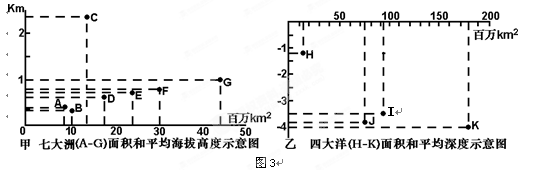 Km
2
1
0 10 20 30 40 50
百万km²
A B C D E F G
甲 七大洲(A-G)面积和平均海拔高度示意图
50 100 150 200
百万km²
-1
-2
-3
-4
H I J K
乙 四大洋(H-K)面积和平均深度示意图
图3